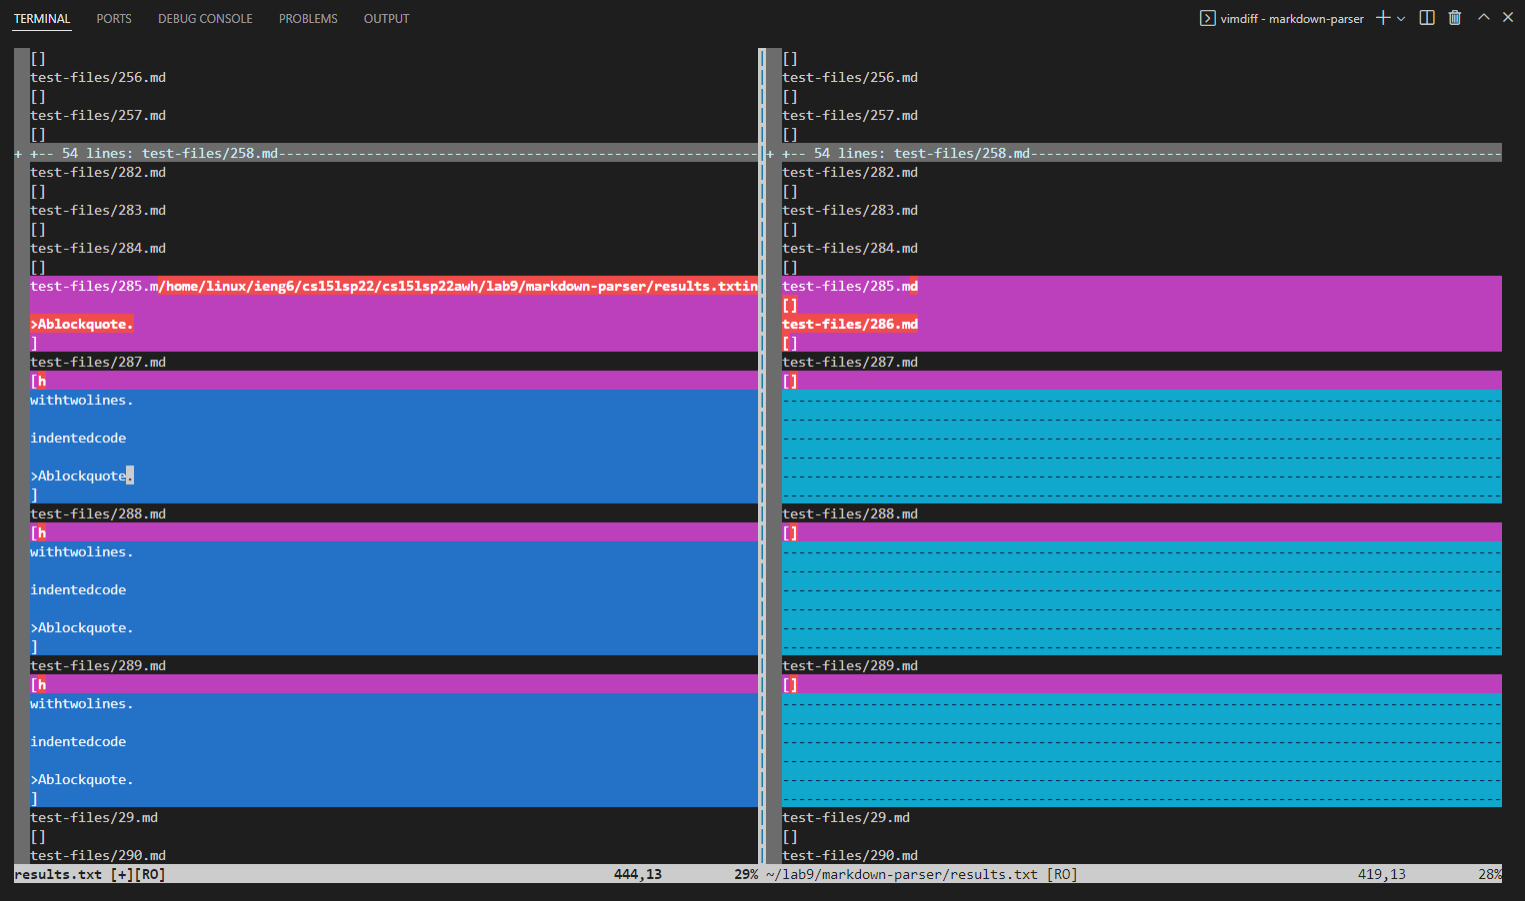 TERMINAL PORTS DEBUG CONSOLE PROBLEMS OUTPUT vimdiff - markdown-parser
[]
test-files/256.md
[]
test-files/257.md
[]
+ +-- 54 lines: test-files/258.md------------------------------------------------------------
test-files/282.md
[]
test-files/283.md
[]
test-files/284.md
[]
test-files/285.m/home/linux/ieng6/cs15lsp22/cs15lsp22awh/lab9/markdown-parser/results.txtin
>Ablockquote.
]
test-files/287.md
[h
withtwolines.
indentedcode
>Ablockquote.
]
test-files/288.md
[h
withtwolines.
indentedcode
>Ablockquote.
]
test-files/289.md
[h
withtwolines.
indentedcode
>Ablockquote.
]
test-files/29.md
[]
test-files/290.md
results.txt [+][RO] 444,13 29%
[]
test-files/256.md
[]
test-files/257.md
[]
+ +-- 54 lines: test-files/258.md-----------------------------------------------------------
test-files/282.md
[]
test-files/283.md
[]
test-files/284.md
[]
test-files/285.md
[]
test-files/286.md
[]
test-files/287.md
[]
test-files/288.md
[]
test-files/289.md
[]
test-files/29.md
[]
test-files/290.md
~/lab9/markdown-parser/results.txt [RO] 419,13 28%